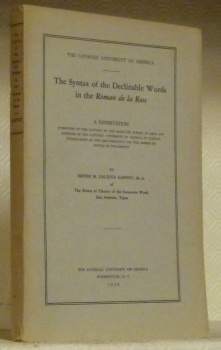 THE CATHOLIC UNIVERSITY OF AMERICA
The Syntax of the Declinable Words
in the Roman de la Rose
A DISSERTATION
SUBMITTED TO THE FACULTY OF THE GRADUATE SCHOOL OF ARTS AND
SCIENCES OF THE CATHOLIC UNIVERSITY OF AMERICA IN PARTIAL
FULFILLMENT OF THE REQUIREMENTS FOR THE DEGREE OF
DOCTOR OF PHILOSOPHY
BY
SISTER M. CALLISTA, M.A.
of
The Sisters of Charity of the Incarnate Word,
San Antonio, Texas
THE CATHOLIC UNIVERSITY OF AMERICA
WASHINGTON, D. C.